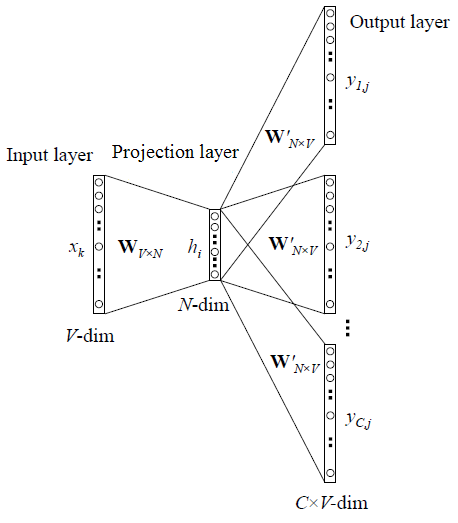 Output layer
y1,j
W'N×V
Input layer
Projection layer
xk
WV×N
hi
W'N×V
y2,j
N-dim
V-dim
W'N×V
yC,j
C×V-dim